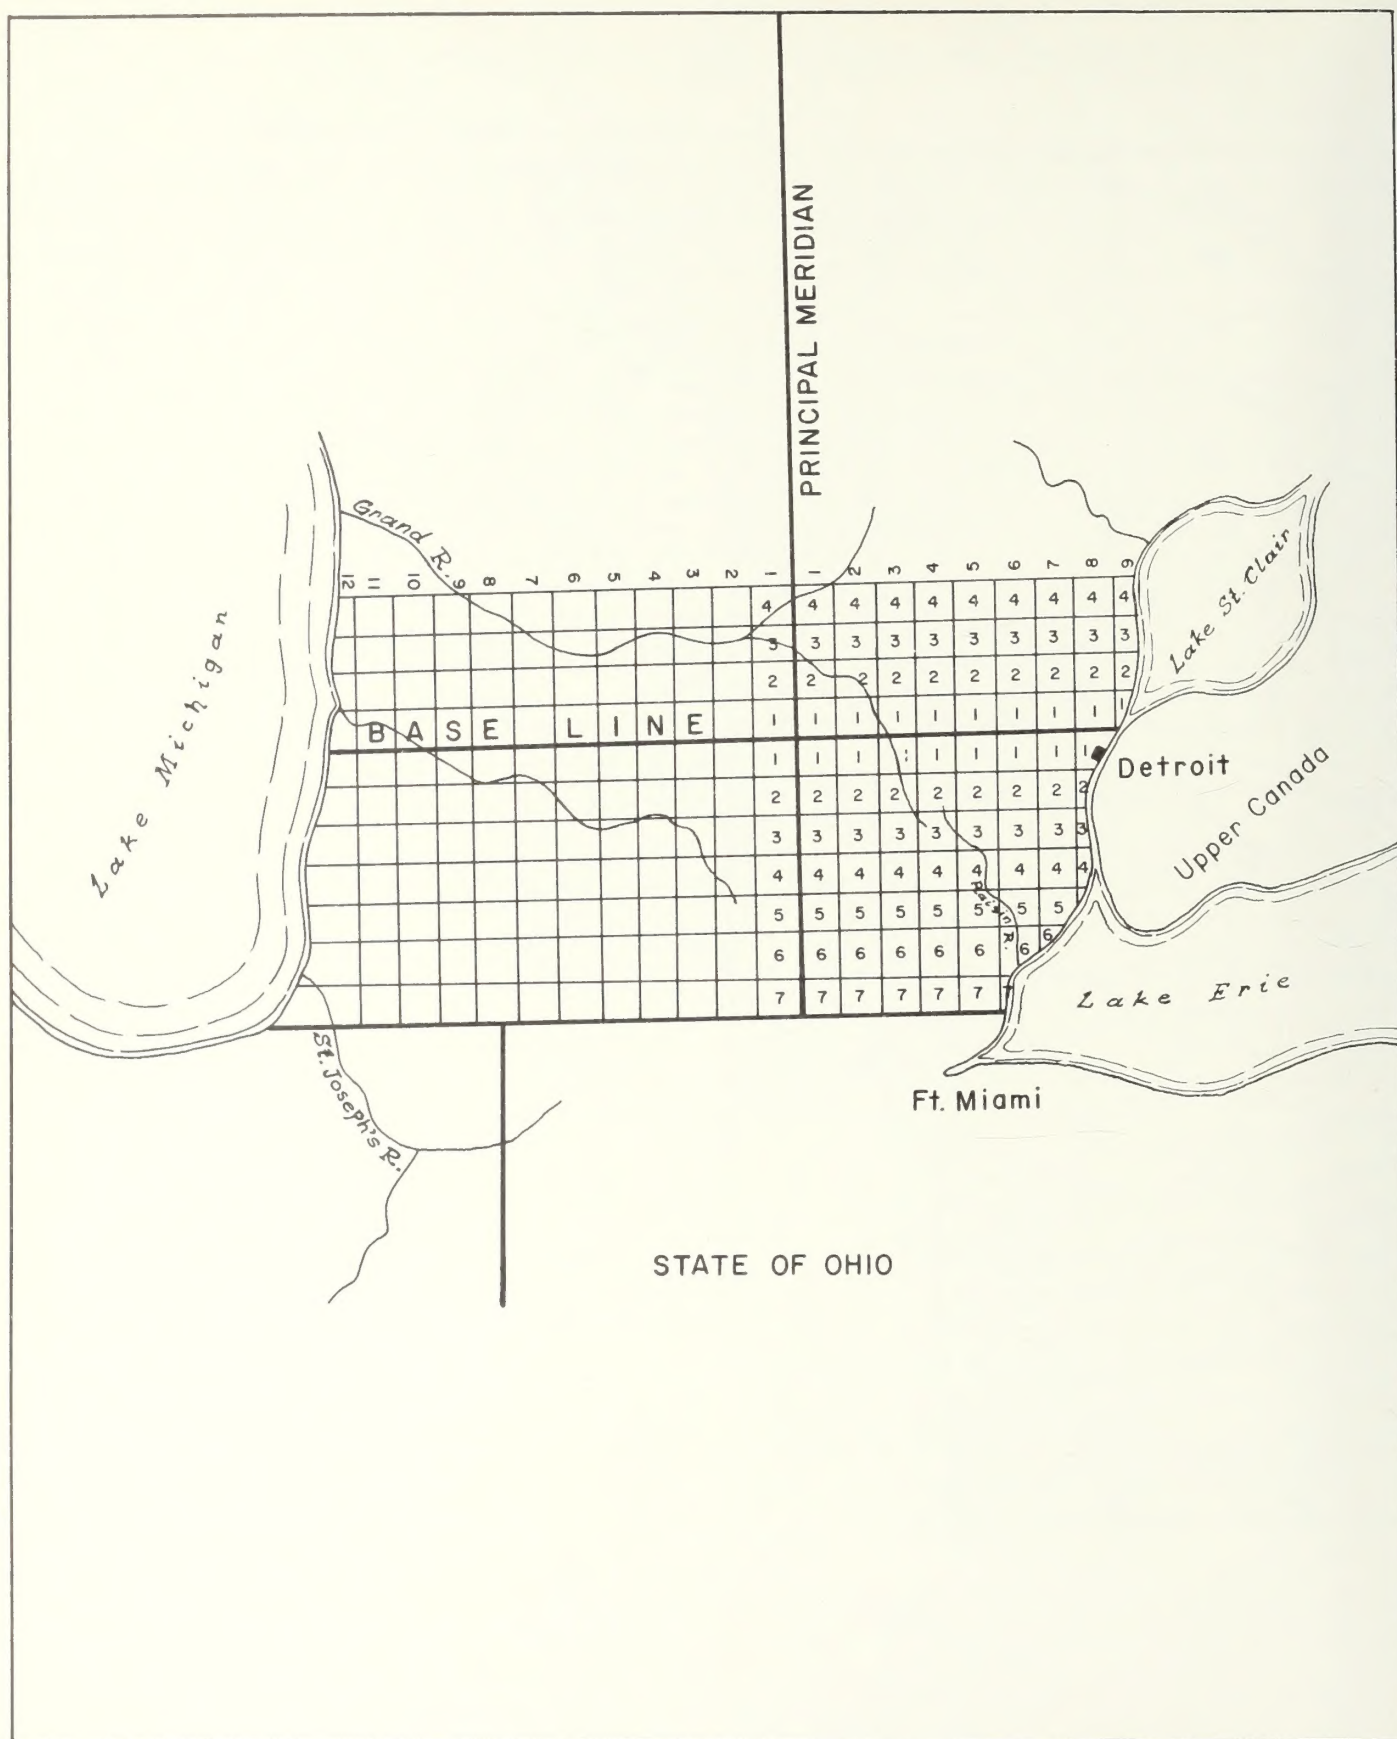 PRINCIPAL MERIDIAN
Grand R.
Lake St. Clair
Lake Michigan
12 11 10 9 8 7 6 5 4 3 2 1 1 2 3 4 5 6 7 8 9
4 4 4 4 4 4 4 4 4 4
3 3 3 3 3 3 3 3 3 3
2 2 2 2 2 2 2 2 2 2
BASE LINE 1 1 1 1 1 1 1 1 1 1
1 1 1 1 1 1 1 1 1
Detroit
Upper Canada
2 2 2 2 2 2 2 2 2
3 3 3 3 3 3 3 3 3
4 4 4 4 4 4 4 4 4
Raisin R.
5 5 5 5 5 5 5 5
6 6 6 6 6 6 6 6
7 7 7 7 7 7 7
Lake Erie
St. Joseph's R.
Ft. Miami
STATE OF OHIO